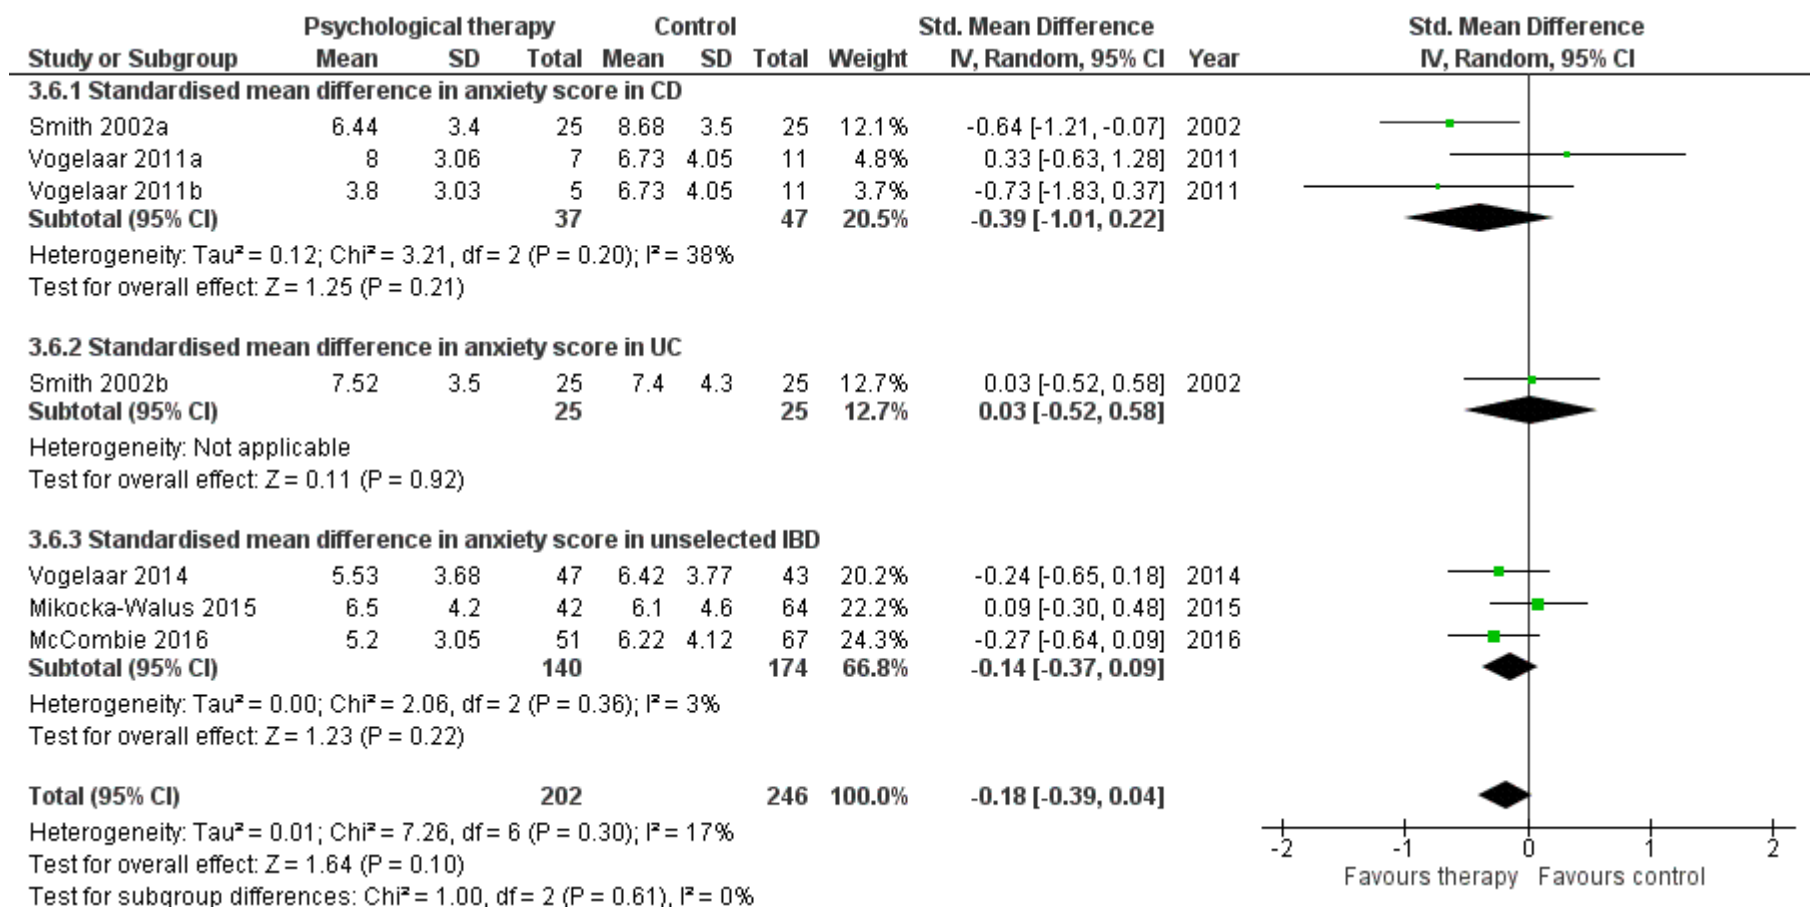 Psychological therapy Control Std. Mean Difference Std. Mean Difference
Study or Subgroup Mean SD Total Mean SD Total Weight IV, Random, 95% CI Year IV, Random, 95% CI
3.6.1 Standardised mean difference in anxiety score in CD
Smith 2002a 6.44 3.4 25 8.68 3.5 25 12.1% -0.64 [-1.21, -0.07] 2002
Vogelaar 2011a 8 3.06 7 6.73 4.05 11 4.8% 0.33 [-0.63, 1.28] 2011
Vogelaar 2011b 3.8 3.03 5 6.73 4.05 11 3.7% -0.73 [-1.83, 0.37] 2011
Subtotal (95% CI) 37 47 20.5% -0.39 [-1.01, 0.22]
Heterogeneity: Tau² = 0.12; Chi² = 3.21, df = 2 (P = 0.20); I² = 38%
Test for overall effect: Z = 1.25 (P = 0.21)
3.6.2 Standardised mean difference in anxiety score in UC
Smith 2002b 7.52 3.5 25 7.4 4.3 25 12.7% 0.03 [-0.52, 0.58] 2002
Subtotal (95% CI) 25 25 12.7% 0.03 [-0.52, 0.58]
Heterogeneity: Not applicable
Test for overall effect: Z = 0.11 (P = 0.92)
3.6.3 Standardised mean difference in anxiety score in unselected IBD
Vogelaar 2014 5.53 3.68 47 6.42 3.77 43 20.2% -0.24 [-0.65, 0.18] 2014
Mikocka-Walus 2015 6.5 4.2 42 6.1 4.6 64 22.2% 0.09 [-0.30, 0.48] 2015
McCombie 2016 5.2 3.05 51 6.22 4.12 67 24.3% -0.27 [-0.64, 0.09] 2016
Subtotal (95% CI) 140 174 66.8% -0.14 [-0.37, 0.09]
Heterogeneity: Tau² = 0.00; Chi² = 2.06, df = 2 (P = 0.36); I² = 3%
Test for overall effect: Z = 1.23 (P = 0.22)
Total (95% CI) 202 246 100.0% -0.18 [-0.39, 0.04]
Heterogeneity: Tau² = 0.01; Chi² = 7.26, df = 6 (P = 0.30); I² = 17%
Test for overall effect: Z = 1.64 (P = 0.10)
Test for subgroup differences: Chi² = 1.00, df = 2 (P = 0.61), I² = 0%
-2 -1 0 1 2
Favours therapy Favours control